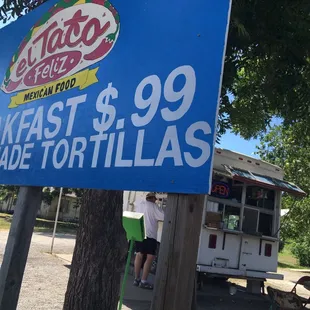 el Taco
Feliz
MEXICAN FOOD
KFAST $.99
ADE TORTILLAS